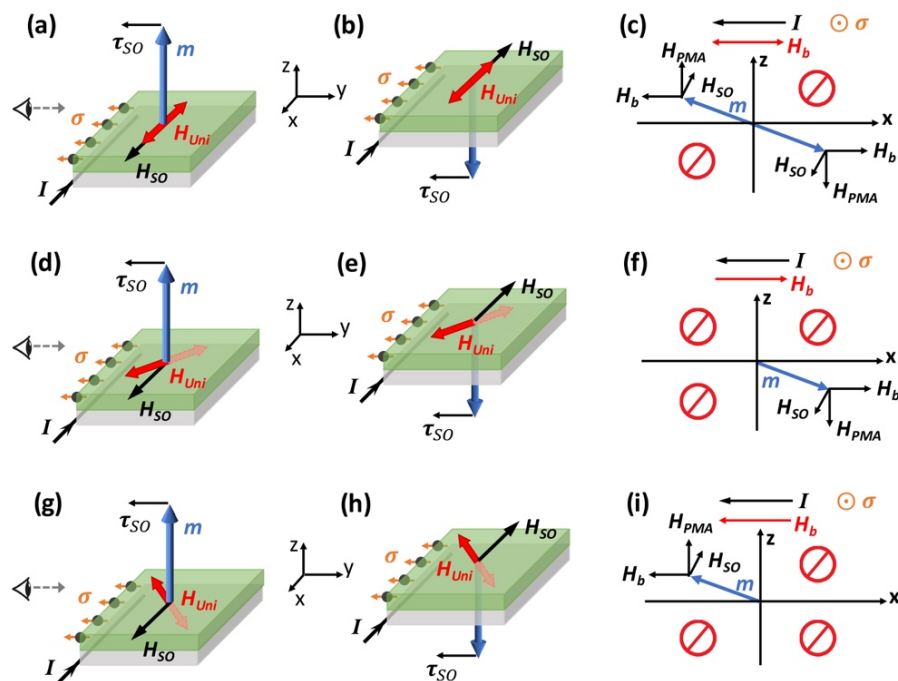 (a)
τSO
m
σ
HUni
HSO
I
z
y
x
(b)
HSO
HUni
σ
I
τSO
(c)
I
σ
Hb
z
HPMA
HSO
Hb
m
x
Hb
HSO
HPMA
(d)
τSO
m
σ
HUni
HSO
I
z
y
x
(e)
HSO
σ
HUni
I
τSO
(f)
I
σ
Hb
z
x
m
Hb
HSO
HPMA
(g)
τSO
m
σ
HUni
HSO
I
z
y
x
(h)
HSO
σ
HUni
I
τSO
(i)
I
σ
Hb
HPMA
z
HSO
Hb
m
x